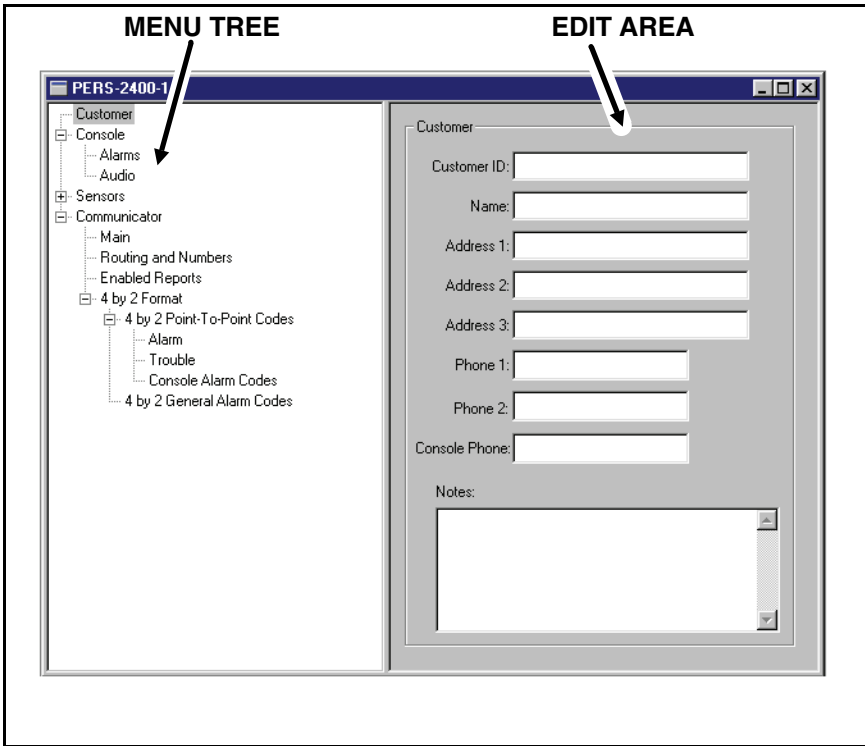 MENU TREE
EDIT AREA
PERS-2400-1
Customer
Console
Alarms
Audio
Sensors
Communicator
Main
Routing and Numbers
Enabled Reports
4 by 2 Format
4 by 2 Point-To-Point Codes
Alarm
Trouble
Console Alarm Codes
4 by 2 General Alarm Codes
Customer
Customer ID:
Name:
Address 1:
Address 2:
Address 3:
Phone 1:
Phone 2:
Console Phone:
Notes: